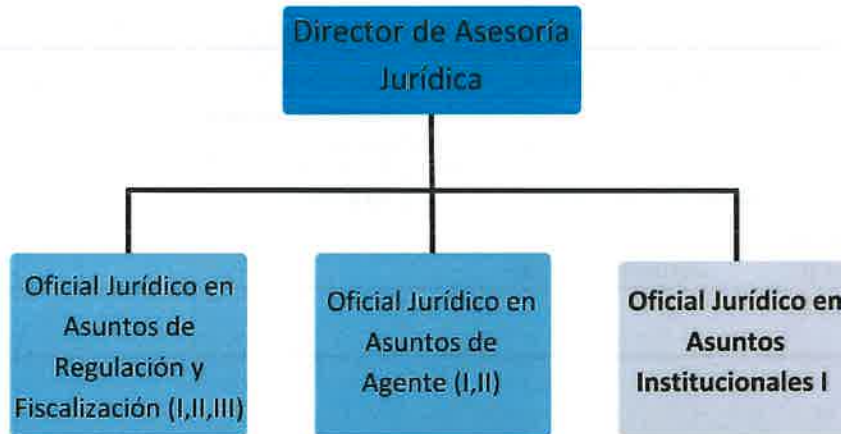 Director de Asesoría
Jurídica
Oficial Jurídico en
Asuntos de
Regulación y
Fiscalización (I,II,III)
Oficial Jurídico en
Asuntos de
Agente (I,II)
Oficial Jurídico en
Asuntos
Institucionales I